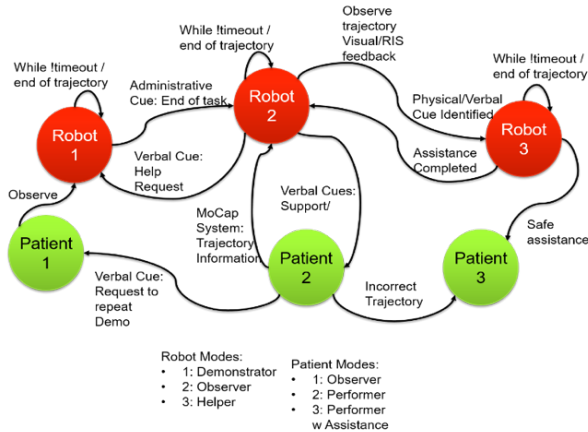 While !timeout /
end of trajectory
Observe
trajectory
Visual/RIS
feedback
While !timeout /
end of trajectory
Administrative
Cue: End of task
While !timeout /
end of trajectory
Robot
2
Physical/Verbal
Cue Identified
Robot
1
Robot
3
Verbal Cue:
Help
Request
Assistance
Completed
Observe
Verbal Cues:
Support/
MoCap
System:
Trajectory
Information
Safe
assistance
Patient
1
Patient
2
Patient
3
Verbal Cue:
Request to
repeat
Demo
Incorrect
Trajectory
Robot Modes:
• 1: Demonstrator
• 2: Observer
• 3: Helper
Patient Modes:
• 1: Observer
• 2: Performer
• 3: Performer
w Assistance